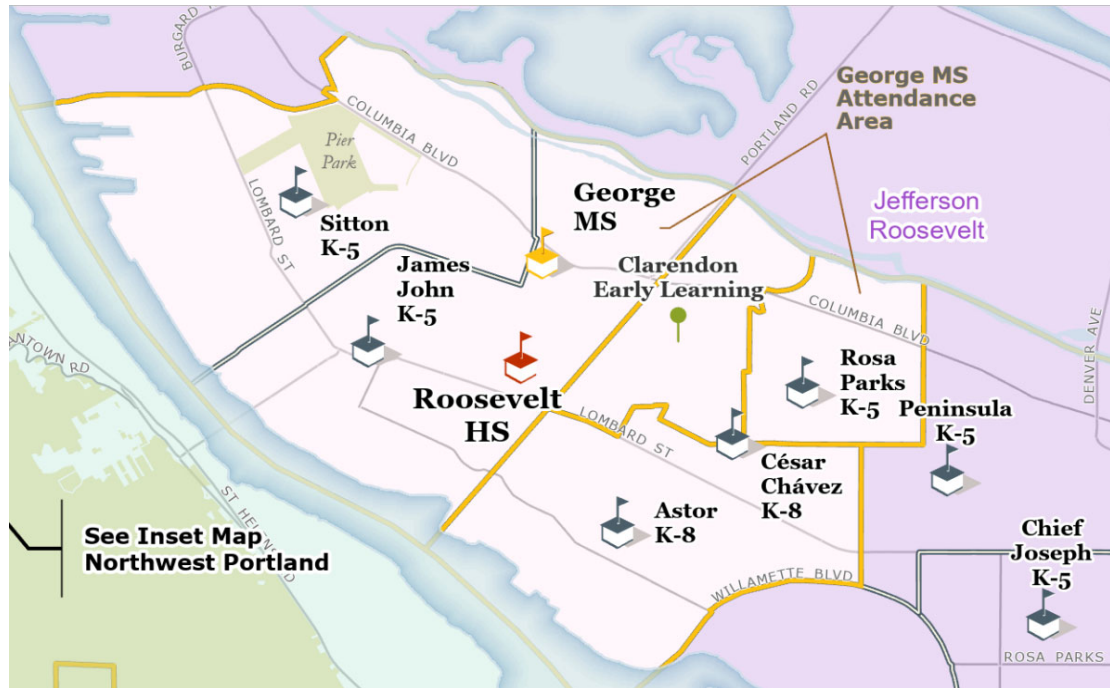 BURGARD RD
COLUMBIA BLVD
Pier
Park
LOMBARD ST
Sitton
K-5
James
John
K-5
George
MS
George MS
Attendance
Area
PORTLAND RD
Jefferson
Roosevelt
Clarendon
Early Learning
COLUMBIA BLVD
DENVER AVE
Rosa
Parks
K-5
Peninsula
K-5
Roosevelt
HS
LOMBARD ST
César
Chávez
K-8
Astor
K-8
WILLAMETTE BLVD
Chief
Joseph
K-5
ROSA PARKS
ANTOWN RD
ST HELENS RD
See Inset Map
Northwest Portland